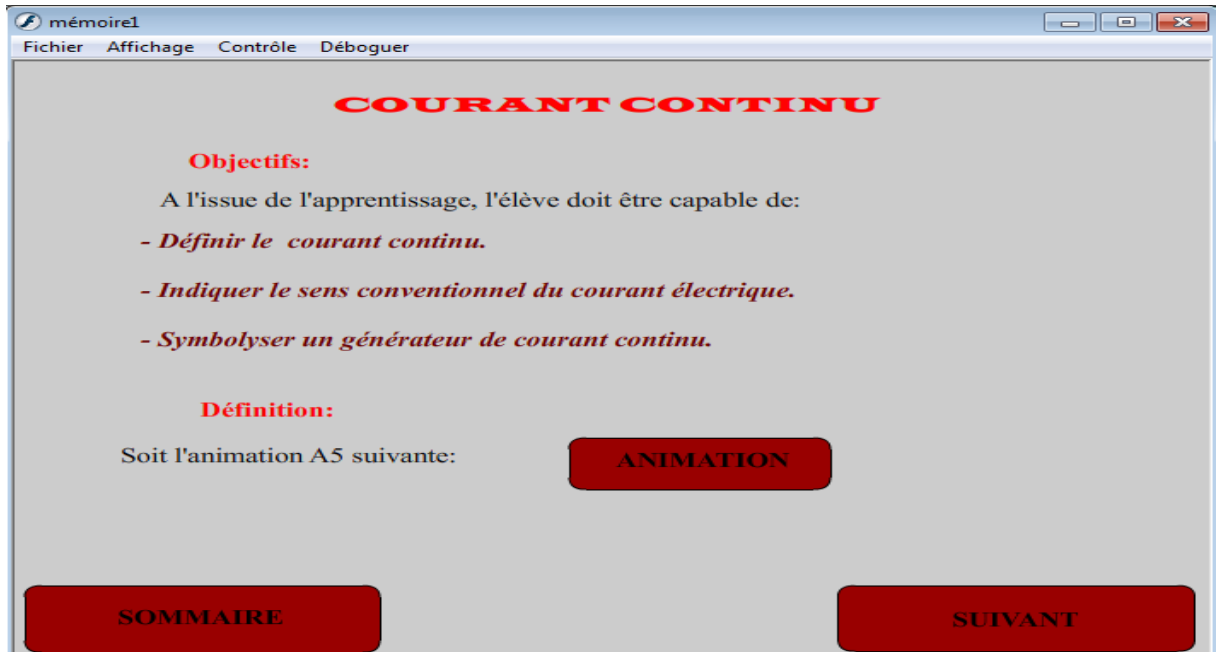 mémoire1
Fichier Affichage Contrôle Déboguer
COURANT CONTINU
Objectifs:
A l'issue de l'apprentissage, l'élève doit être capable de:
- Définir le courant continu.
- Indiquer le sens conventionnel du courant électrique.
- Symbolyser un générateur de courant continu.
Définition:
Soit l'animation A5 suivante:
ANIMATION
SOMMAIRE
SUIVANT